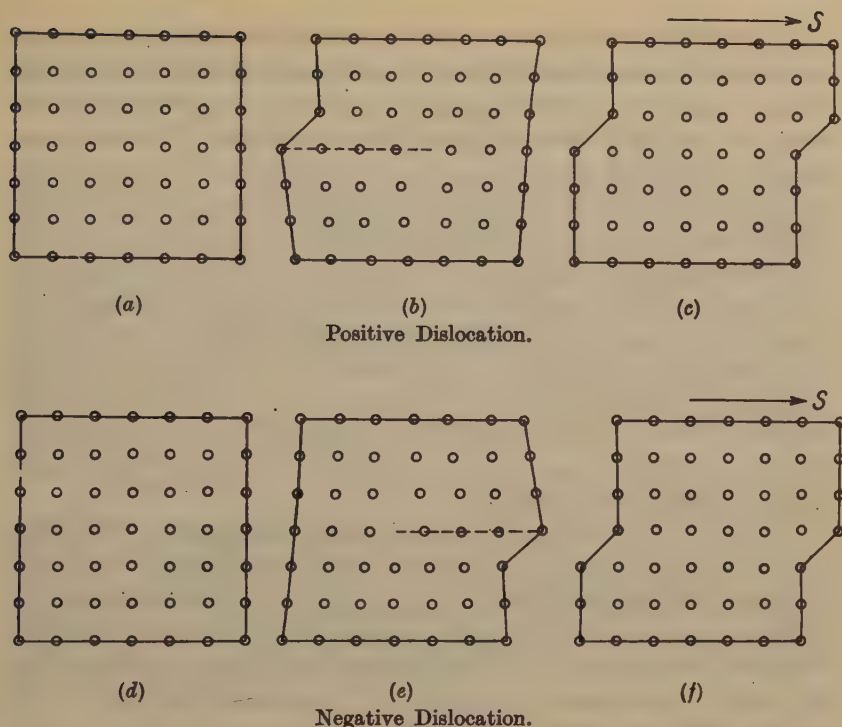 S
(a)
(b)
(c)
Positive Dislocation.
S
(d)
(e)
(f)
Negative Dislocation.